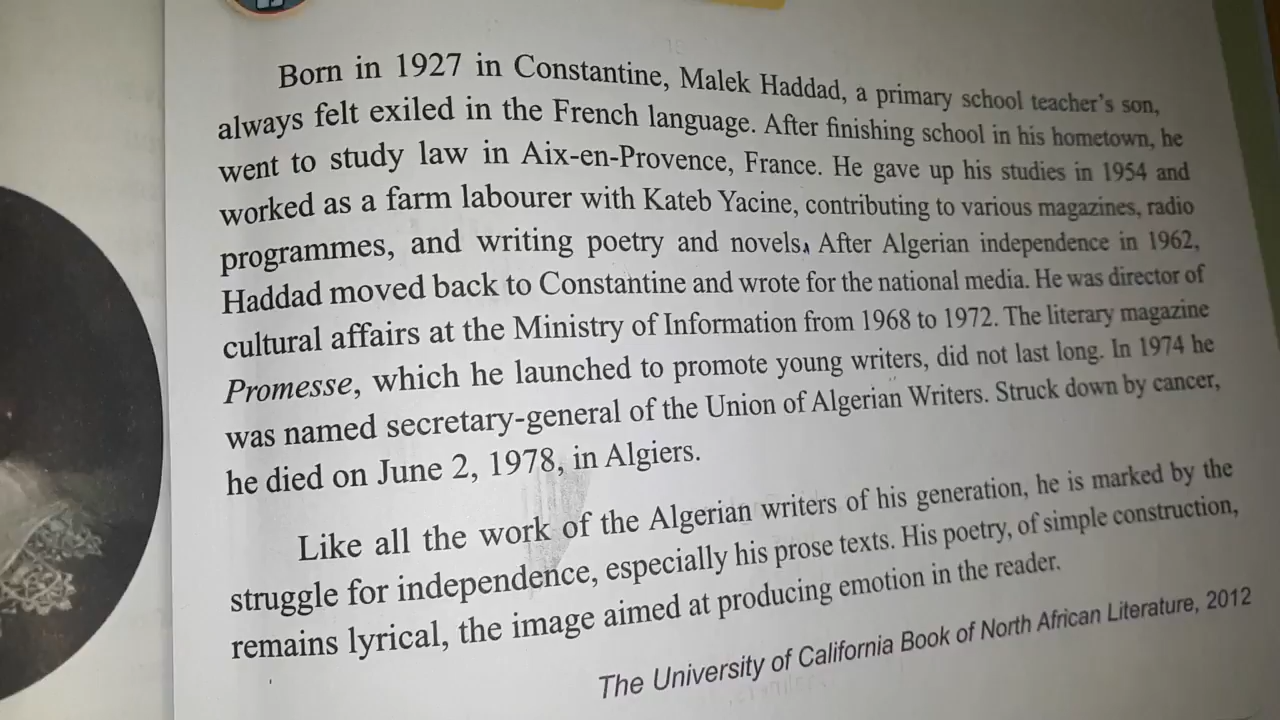 Born in 1927 in Constantine, Malek Haddad, a primary school teacher's son,
always felt exiled in the French language. After finishing school in his hometown, he
went to study law in Aix-en-Provence, France. He gave up his studies in 1954 and
worked as a farm labourer with Kateb Yacine, contributing to various magazines, radio
programmes, and writing poetry and novels. After Algerian independence in 1962,
Haddad moved back to Constantine and wrote for the national media. He was director of
cultural affairs at the Ministry of Information from 1968 to 1972. The literary magazine
Promesse, which he launched to promote young writers, did not last long. In 1974 he
was named secretary-general of the Union of Algerian Writers. Struck down by cancer,
he died on June 2, 1978, in Algiers.
Like all the work of the Algerian writers of his generation, he is marked by the
struggle for independence, especially his prose texts. His poetry, of simple construction,
remains lyrical, the image aimed at producing emotion in the reader.
The University of California Book of North African Literature, 2012